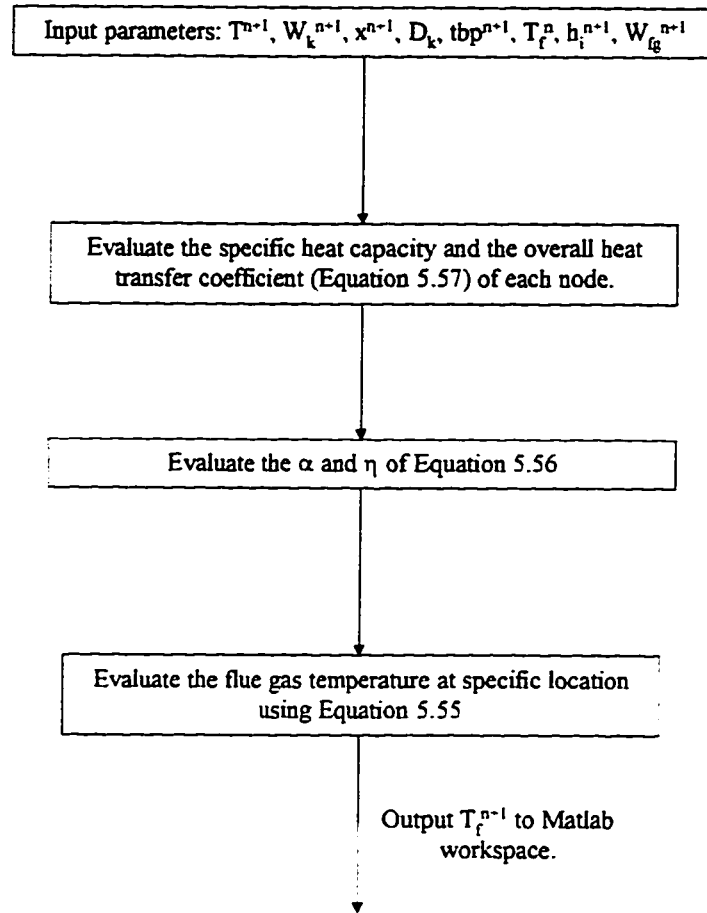 Input parameters: Tⁿ⁺¹, W_k^{n+1}, x^{n+1}, D_k, tbp^{n+1}, T_f^n, h_i^{n+1}, W_{fg}^{n+1}
Evaluate the specific heat capacity and the overall heat
transfer coefficient (Equation 5.57) of each node.
Evaluate the α and η of Equation 5.56
Evaluate the flue gas temperature at specific location
using Equation 5.55
Output T_f^{n+1} to Matlab
workspace.